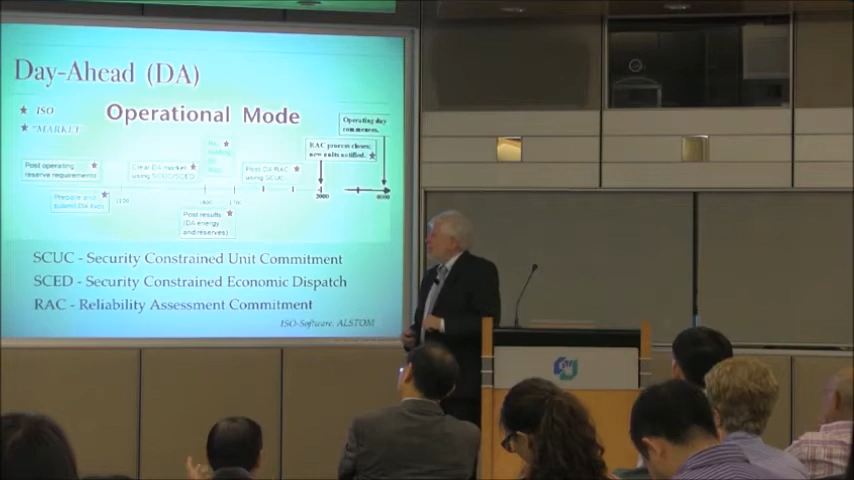 Day-Ahead (DA)
ISO
"MARKET
Operational Mode
Operating day
commences.
RAC process closes;
new units notified.
Post operating
reserve requirements
Clear DA market
using SCUC/SCED
Post DA RAC
using SCUC
Prepare and
submit DA bids
1100
1600
1700
2000
0000
Post results
(DA energy
and reserves)
SCUC - Security Constrained Unit Commitment
SCED - Security Constrained Economic Dispatch
RAC - Reliability Assessment Commitment
ISO-Software, ALSTOM